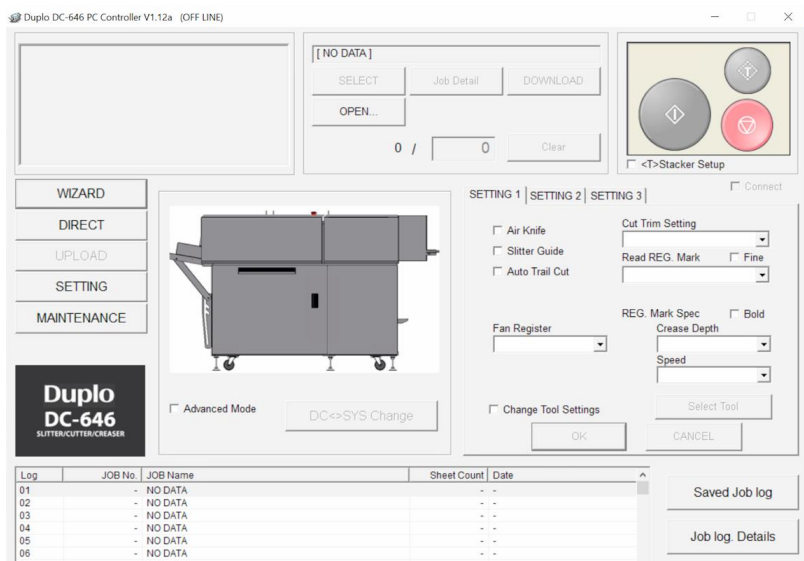 Duplo DC-646 PC Controller V1.12a (OFF LINE)
[ NO DATA ]
SELECT
Job Detail
DOWNLOAD
OPEN...
0 / 0
Clear
<T>Stacker Setup
WIZARD
DIRECT
UPLOAD
SETTING
MAINTENANCE
Duplo
DC-646
SLITTER/CUTTER/CREASER
Advanced Mode
DC<>SYS Change
Connect
SETTING 1 SETTING 2 SETTING 3
Air Knife
Slitter Guide
Auto Trail Cut
Cut Trim Setting
Read REG. Mark
Fine
REG. Mark Spec
Bold
Fan Register
Crease Depth
Speed
Change Tool Settings
Select Tool
OK
CANCEL
Log JOB No. JOB Name Sheet Count Date
01 - NO DATA - -
02 - NO DATA - -
03 - NO DATA - -
04 - NO DATA - -
05 - NO DATA - -
06 - NO DATA - -
Saved Job log
Job log. Details